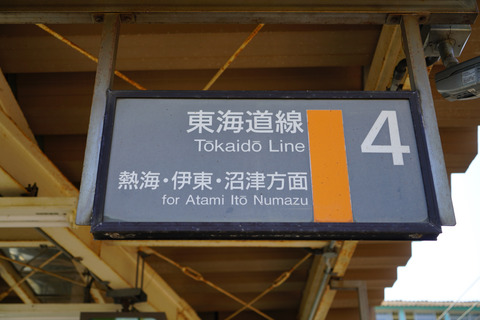 東海道線
Tōkaidō Line
4
熱海・伊東・沼津方面
for Atami Itō Numazu